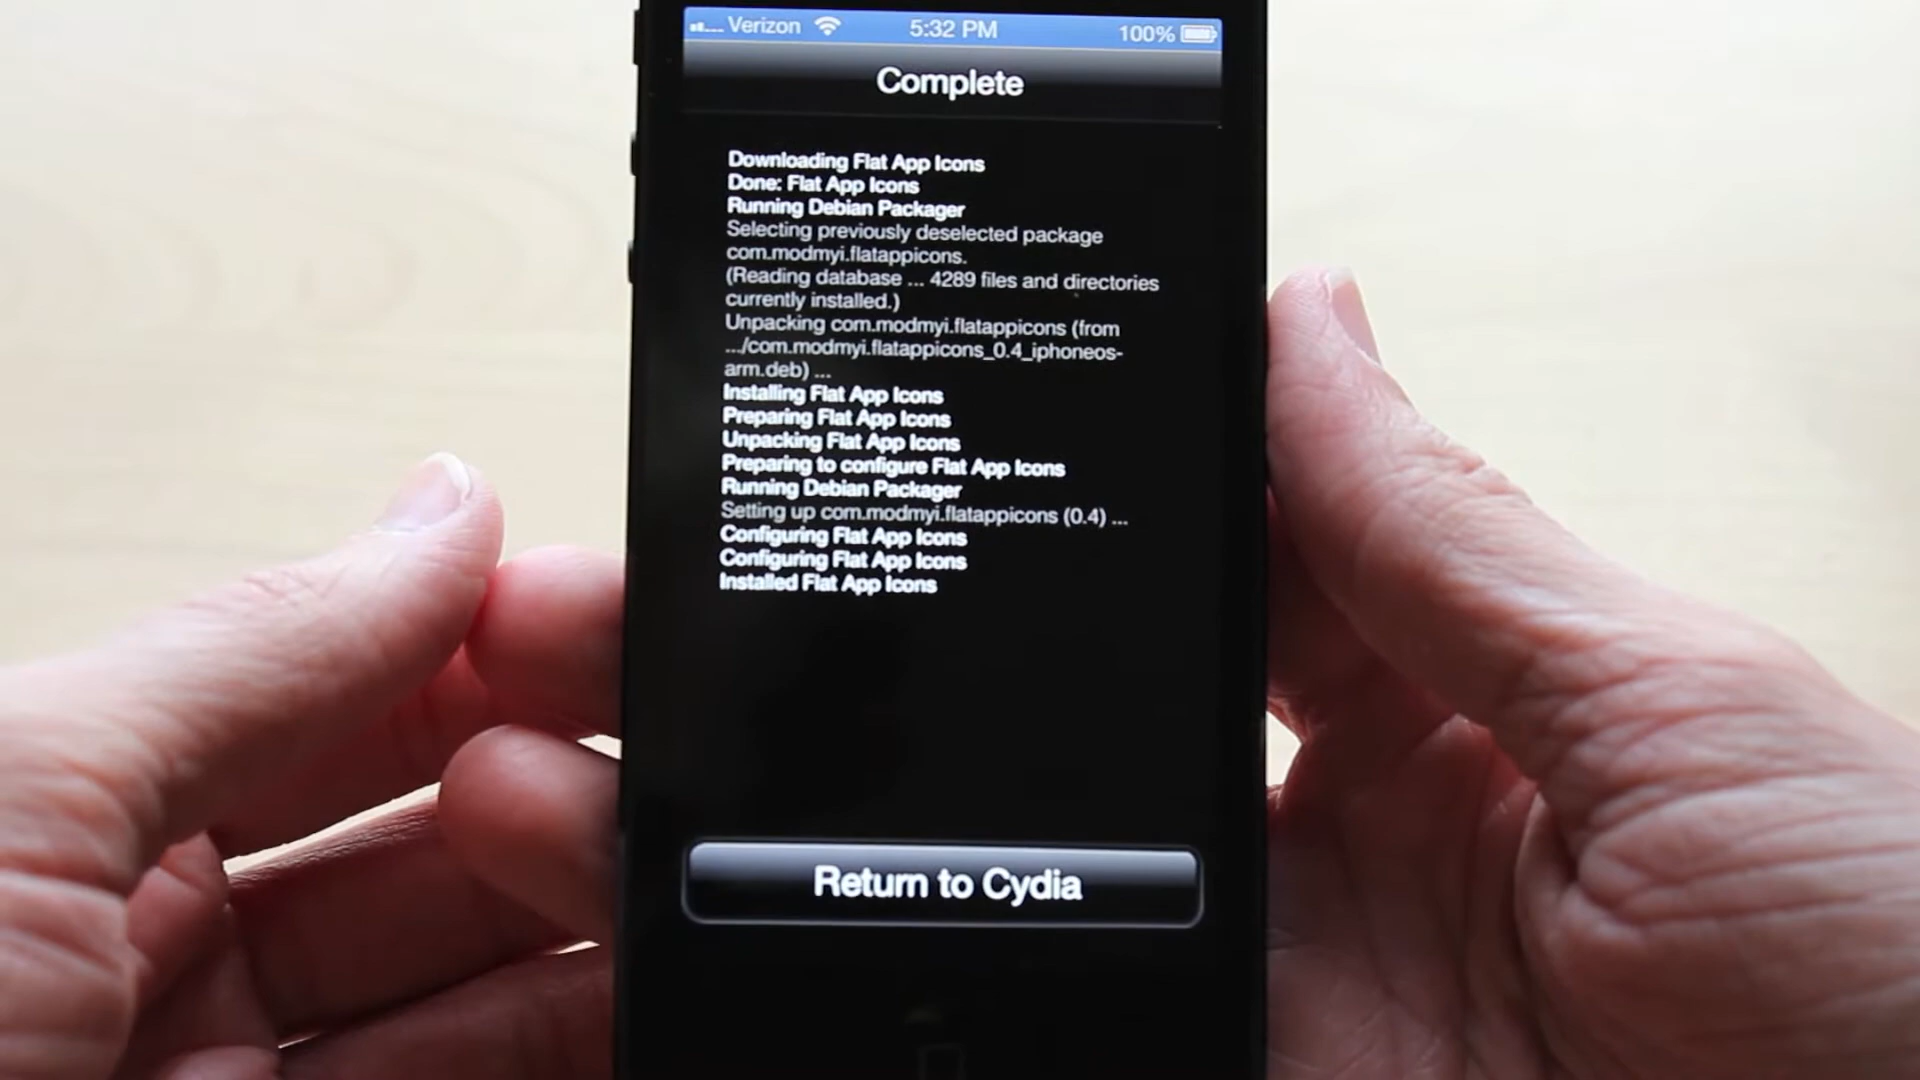 Verizon 5:32 PM 100%
Complete
Downloading Flat App Icons
Done: Flat App Icons
Running Debian Packager
Selecting previously deselected package
com.modmyi.flatappicons.
(Reading database ... 4289 files and directories
currently installed.)
Unpacking com.modmyi.flatappicons (from
.../com.modmyi.flatappicons_0.4_iphoneos-
arm.deb) ...
Installing Flat App Icons
Preparing Flat App Icons
Unpacking Flat App Icons
Preparing to configure Flat App Icons
Running Debian Packager
Setting up com.modmyi.flatappicons (0.4) ...
Configuring Flat App Icons
Configuring Flat App Icons
Installed Flat App Icons
Return to Cydia